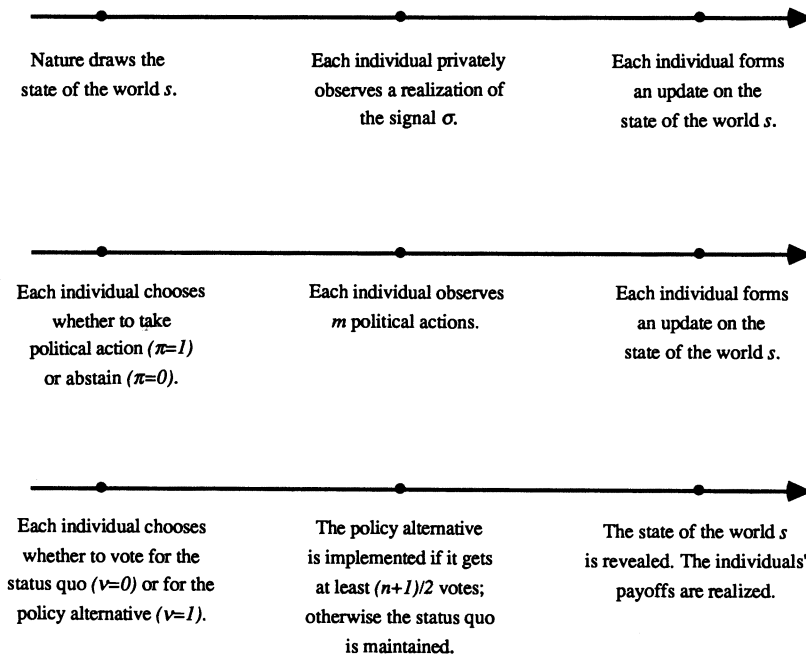 Nature draws the
state of the world s.
Each individual privately
observes a realization of
the signal σ.
Each individual forms
an update on the
state of the world s.
Each individual chooses
whether to take
political action (π=1)
or abstain (π=0).
Each individual observes
m political actions.
Each individual forms
an update on the
state of the world s.
Each individual chooses
whether to vote for the
status quo (v=0) or for the
policy alternative (v=1).
The policy alternative
is implemented if it gets
at least (n+1)/2 votes;
otherwise the status quo
is maintained.
The state of the world s
is revealed. The individuals'
payoffs are realized.